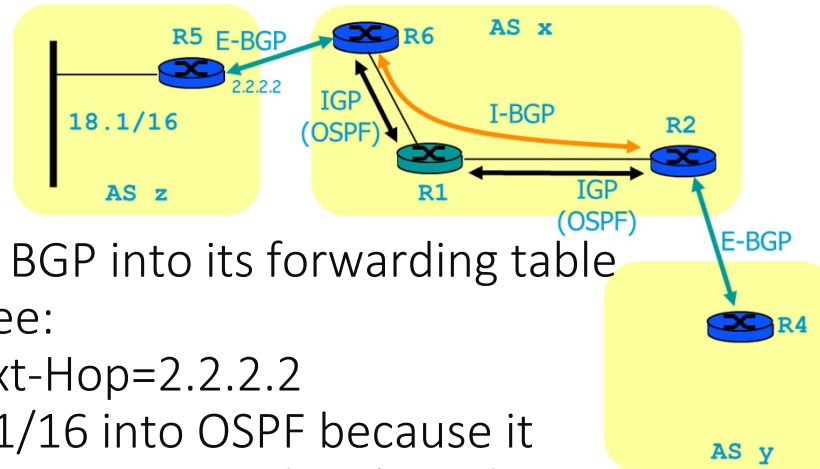 AS x
R5 E-BGP R6
2.2.2.2
IGP
(OSPF)
I-BGP
R2
18.1/16
R1
IGP
(OSPF)
AS z
E-BGP
BGP into its forwarding table
ee:
xt-Hop=2.2.2.2
R4
1/16 into OSPF because it
AS y